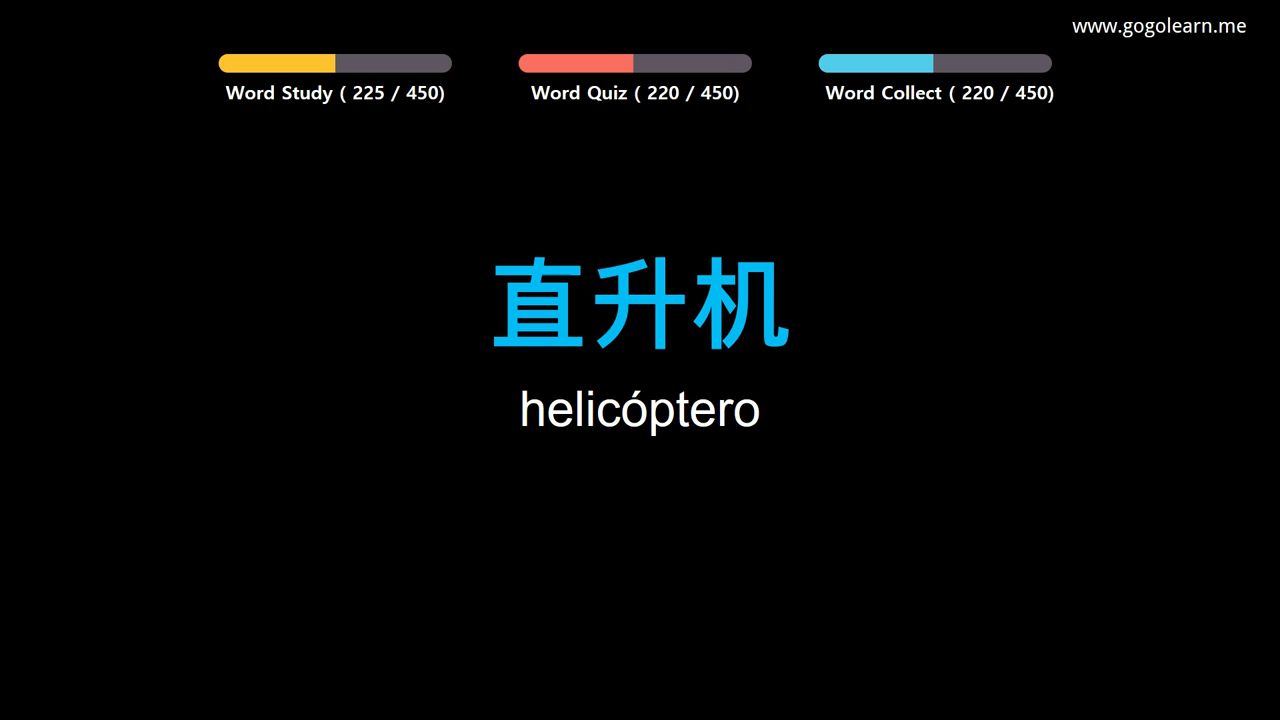 www.gogolearn.me
Word Study ( 225 / 450)
Word Quiz ( 220 / 450)
Word Collect ( 220 / 450)
直升机
helicóptero